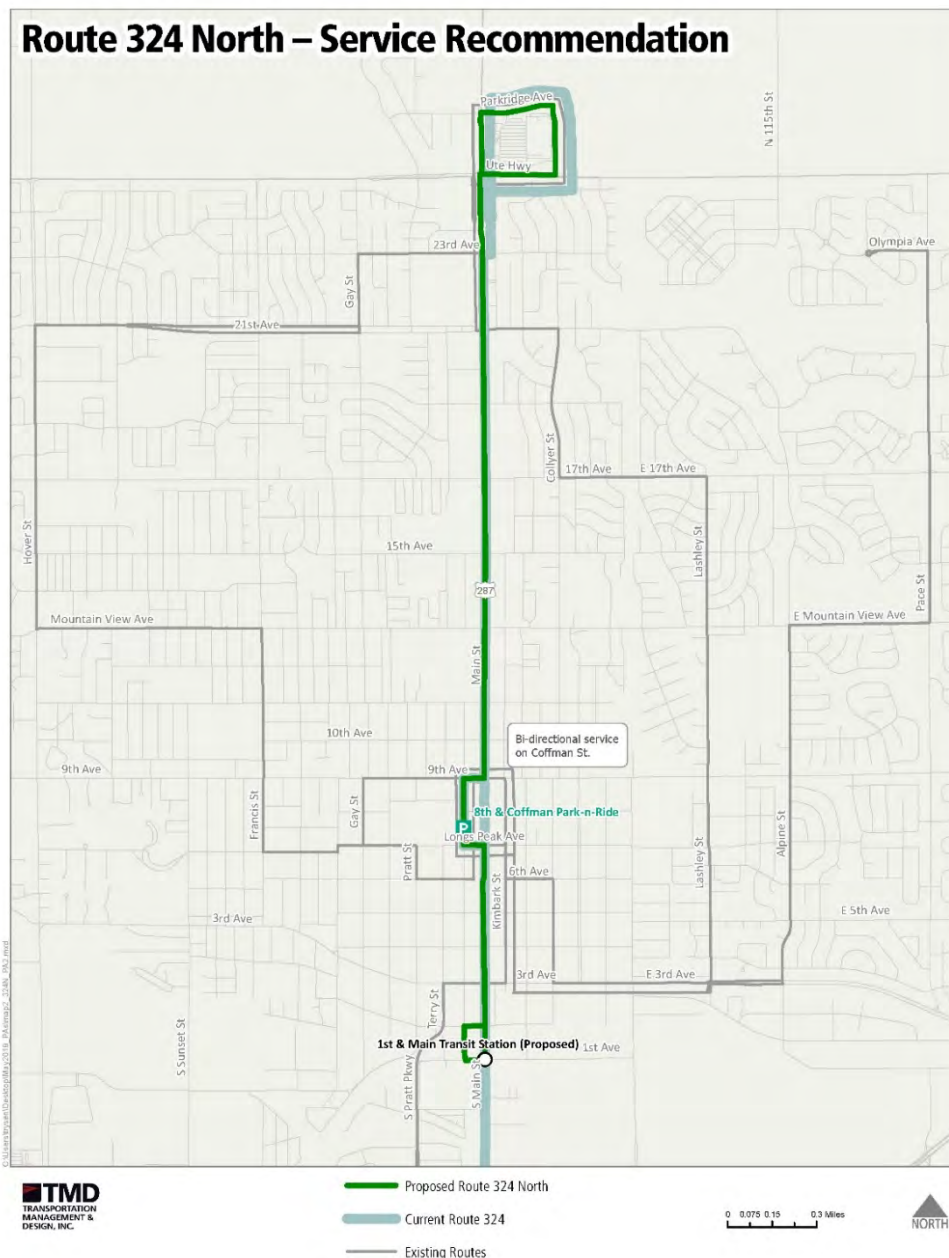 Route 324 North – Service Recommendation
Parkridge Ave
N 115th St
Ute Hwy
23rd Ave
Olympia Ave
Gay St
21st Ave
Collyer St
17th Ave
E 17th Ave
Hover St
15th Ave
Lashley St
287
Pace St
Mountain View Ave
E Mountain View Ave
Main St
10th Ave
Bi-directional service
on Coffman St.
9th Ave
9th Ave
Francis St
Gay St
8th & Coffman Park-n-Ride
P
Longs Peak Ave
Alpine St
Pratt St
6th Ave
Lashley St
Kimbark St
3rd Ave
E 5th Ave
3rd Ave
E 3rd Ave
Terry St
S Sunset St
1st & Main Transit Station (Proposed)
1st Ave
S Pratt Pkwy
S Main St
TMD
TRANSPORTATION
MANAGEMENT &
DESIGN, INC.
Proposed Route 324 North
Current Route 324
Existing Routes
0 0.075 0.15 0.3 Miles
NORTH